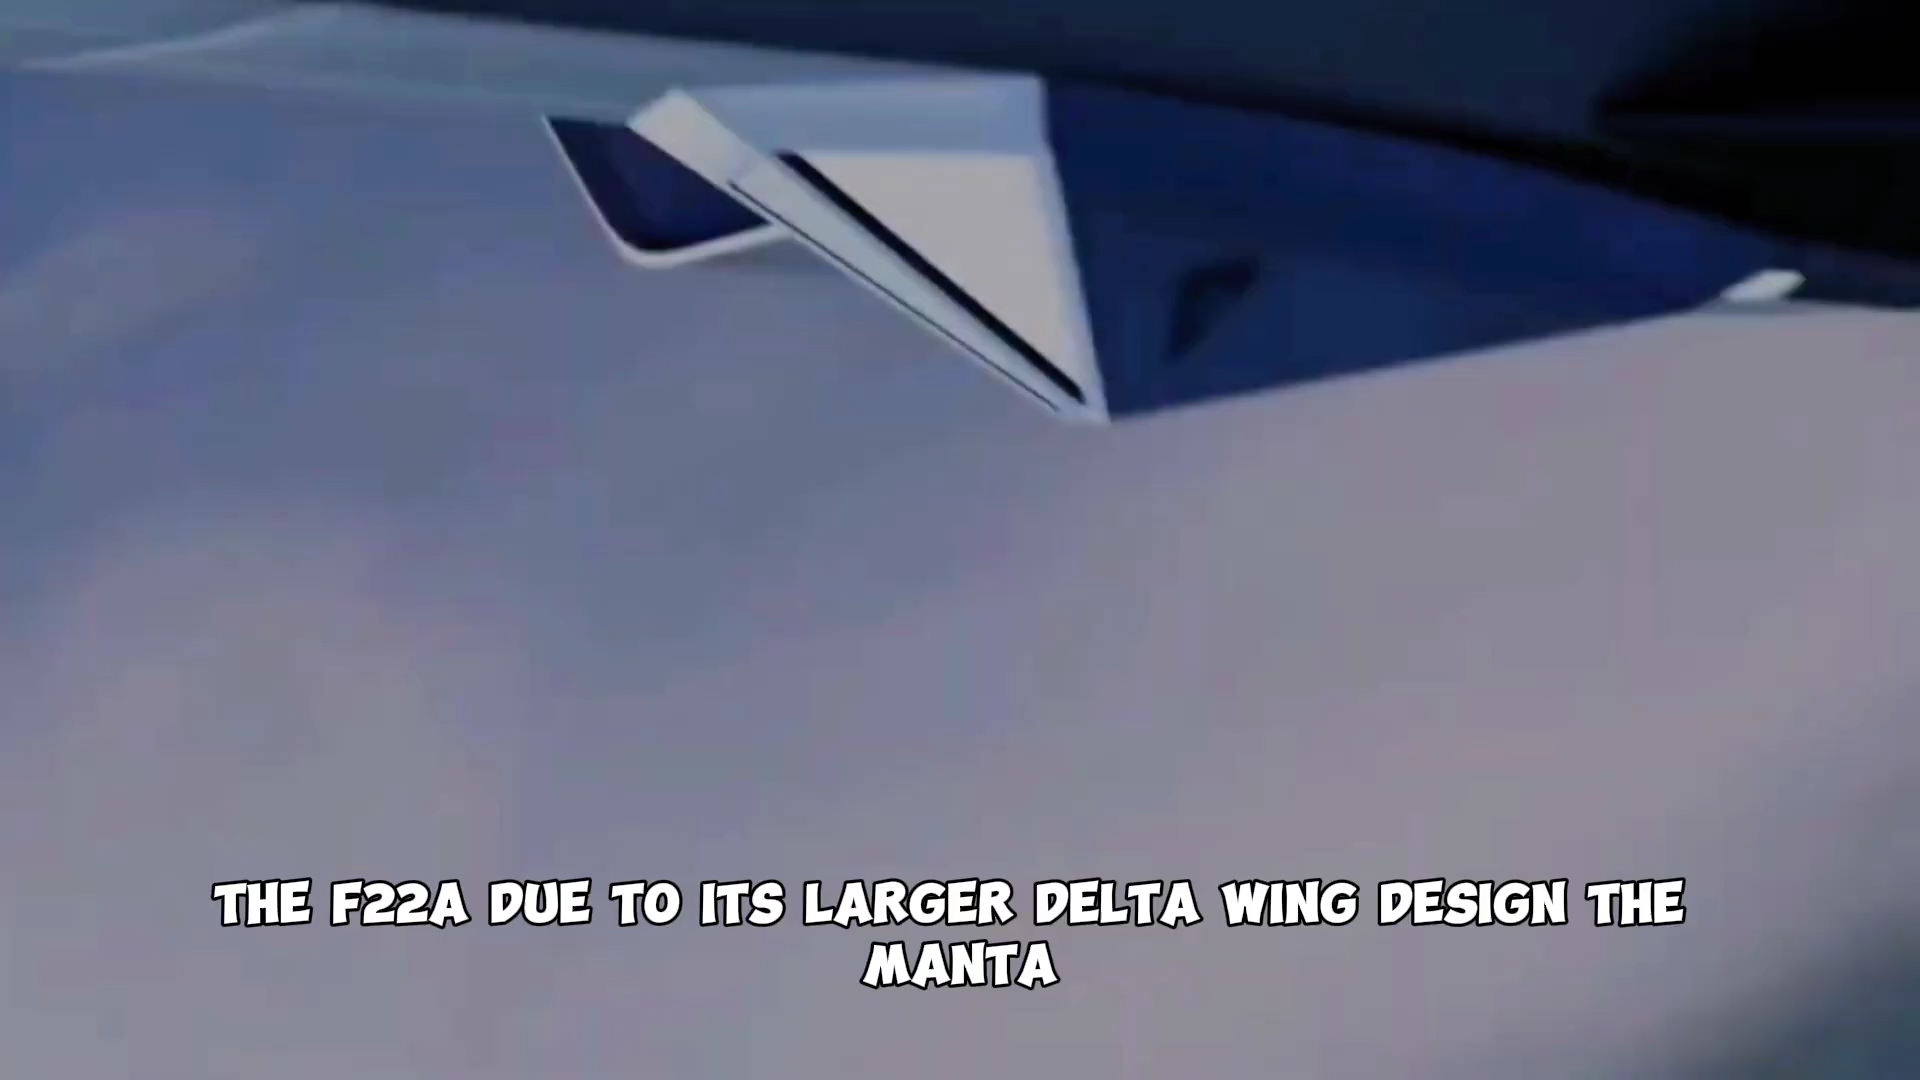 THE F22A DUE TO ITS LARGER DELTA WING DESIGN THE
MANTA